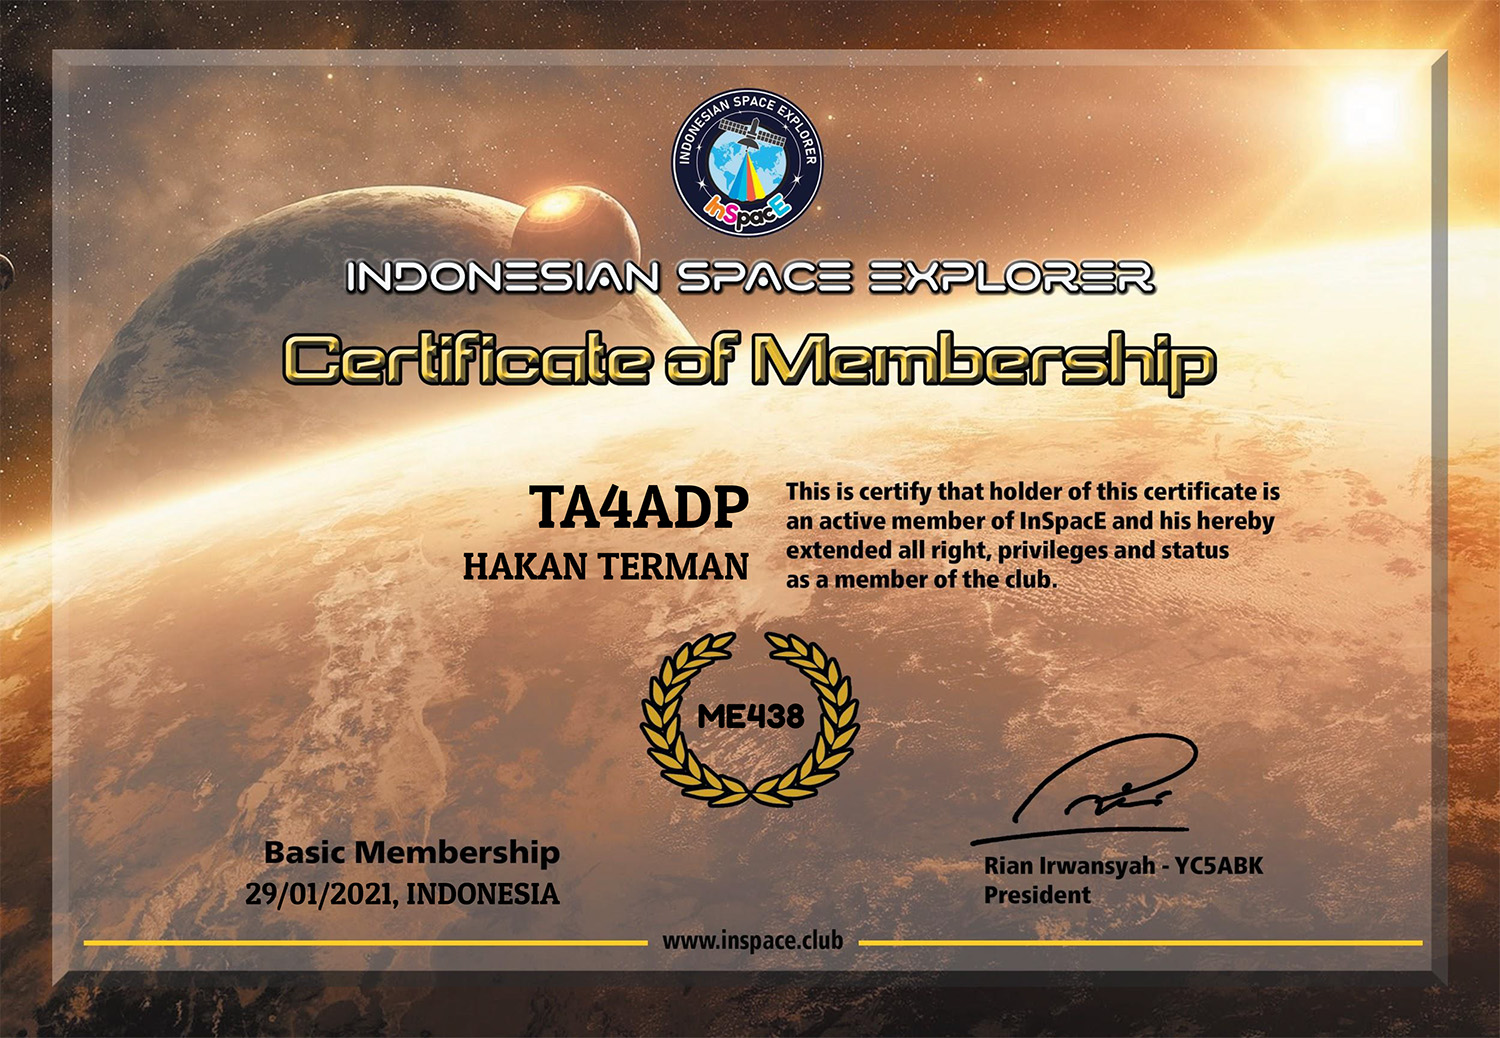 INDONESIAN SPACE EXPLORER
InSpacE
INDONESIAN SPACE EXPLORER
Certificate of Membership
TA4ADP
HAKAN TERMAN
This is certify that holder of this certificate is
an active member of InSpacE and his hereby
extended all right, privileges and status
as a member of the club.
ME438
Basic Membership
29/01/2021, INDONESIA
Rian Irwansyah - YC5ABK
President
www.inspace.club